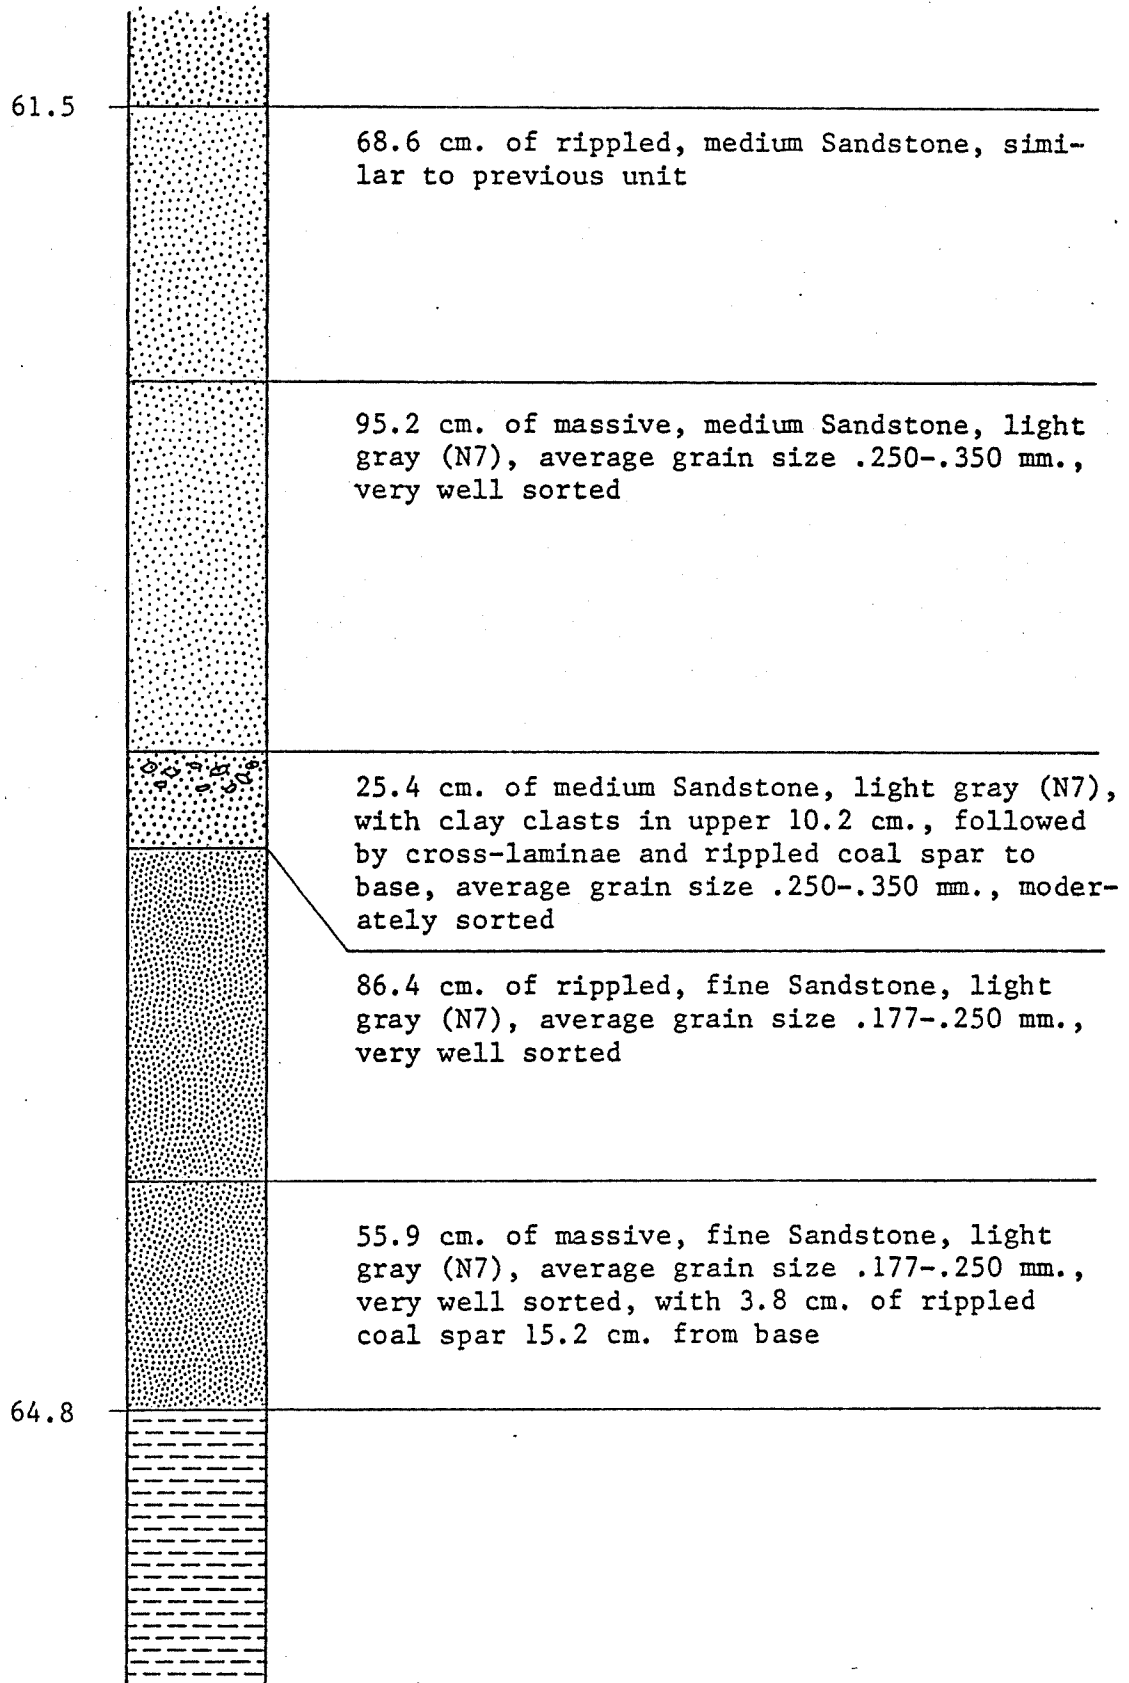 61.5
68.6 cm. of rippled, medium Sandstone, simi-
lar to previous unit
95.2 cm. of massive, medium Sandstone, light
gray (N7), average grain size .250-.350 mm.,
very well sorted
25.4 cm. of medium Sandstone, light gray (N7),
with clay clasts in upper 10.2 cm., followed
by cross-laminae and rippled coal spar to
base, average grain size .250-.350 mm., moder-
ately sorted
86.4 cm. of rippled, fine Sandstone, light
gray (N7), average grain size .177-.250 mm.,
very well sorted
55.9 cm. of massive, fine Sandstone, light
gray (N7), average grain size .177-.250 mm.,
very well sorted, with 3.8 cm. of rippled
coal spar 15.2 cm. from base
64.8